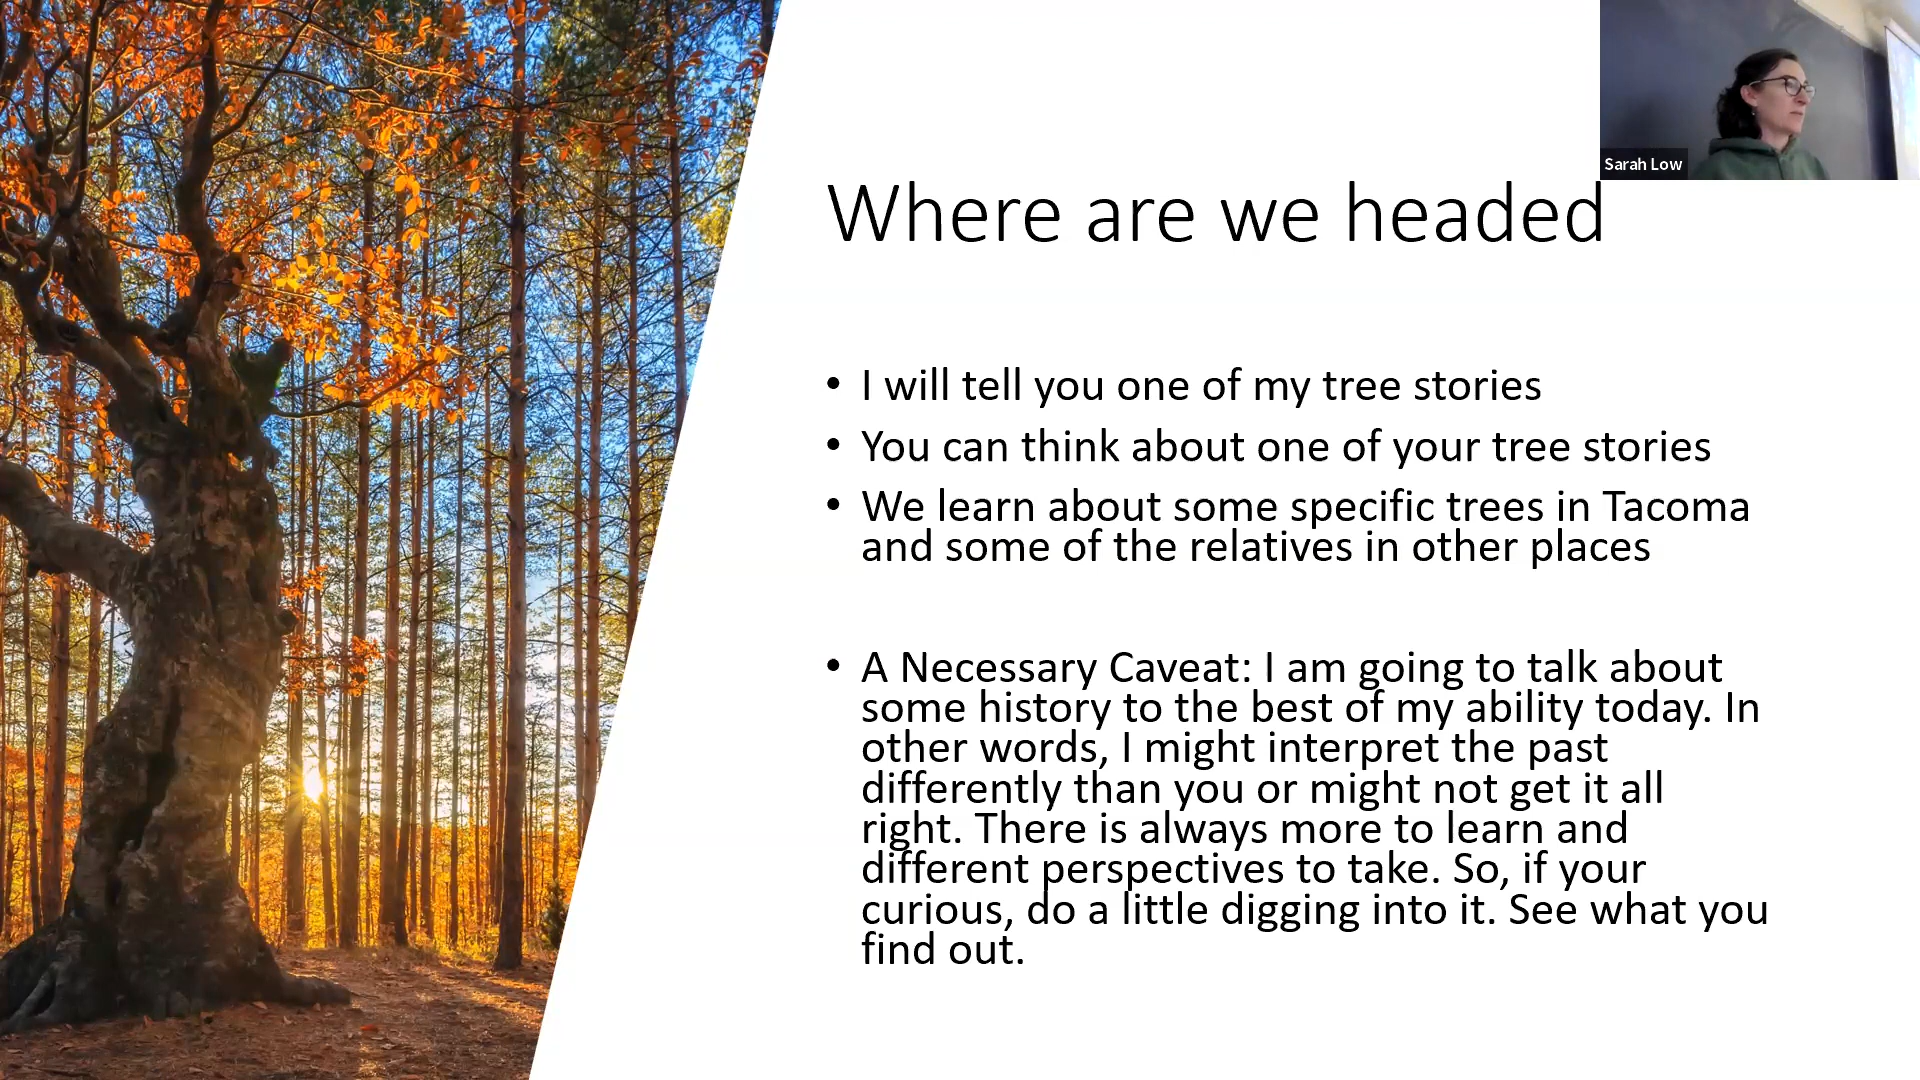 Sarah Low
Where are we headed
• I will tell you one of my tree stories
• You can think about one of your tree stories
• We learn about some specific trees in Tacoma
and some of the relatives in other places
• A Necessary Caveat: I am going to talk about
some history to the best of my ability today. In
other words, I might interpret the past
differently than you or might not get it all
right. There is always more to learn and
different perspectives to take. So, if your
curious, do a little digging into it. See what you
find out.